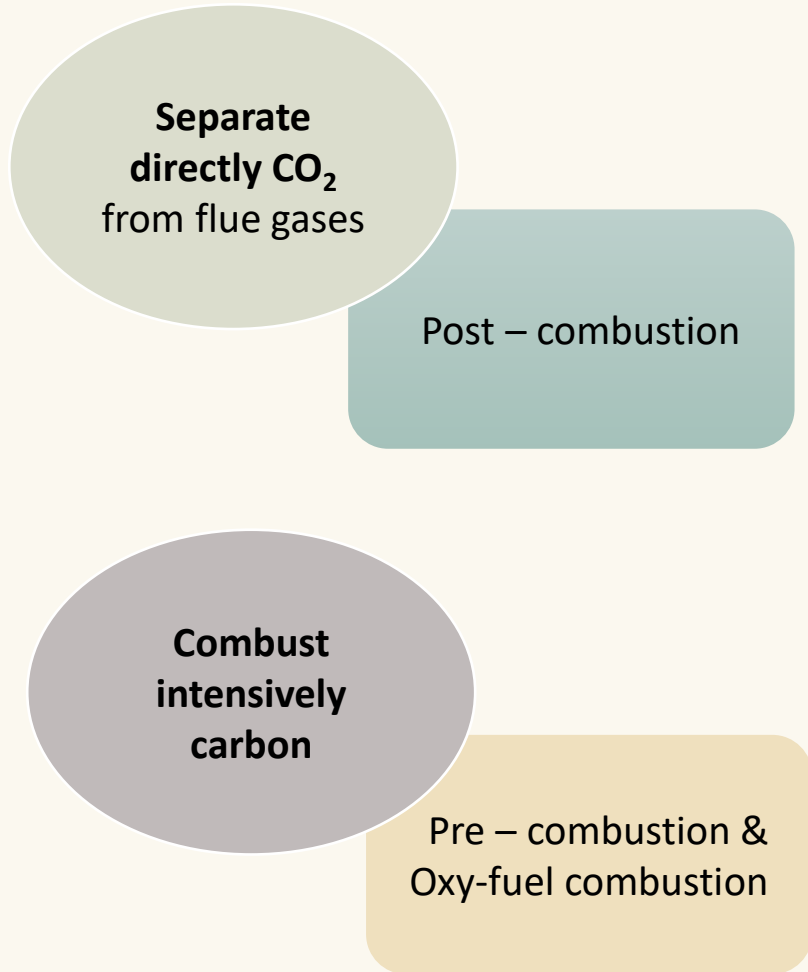 Separate
directly CO₂
from flue gases
Post – combustion
Combust
intensively
carbon
Pre – combustion &
Oxy-fuel combustion